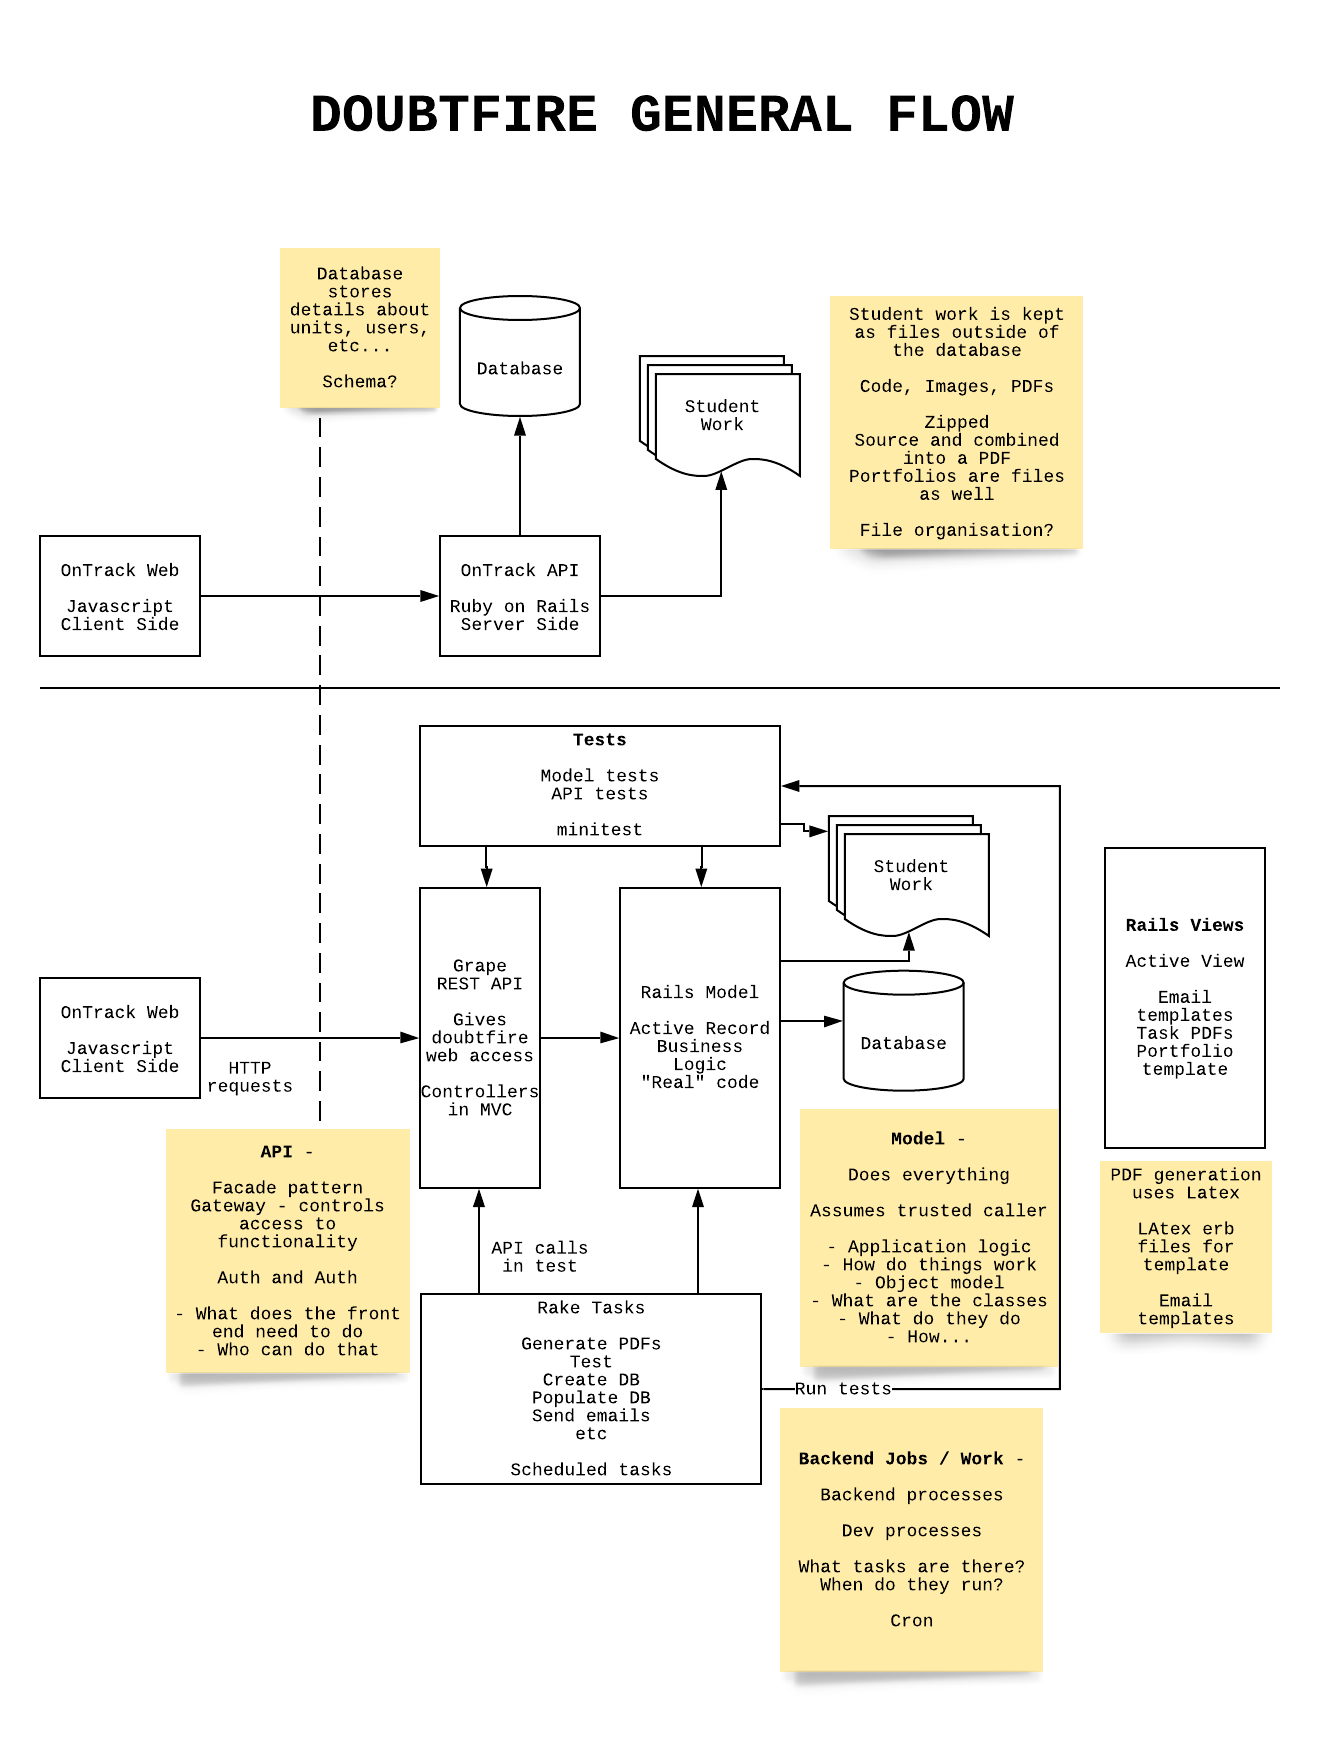 DOUBTFIRE GENERAL FLOW
Database
stores
details about
units, users,
etc...
Schema?
Database
Student
Work
Student work is kept
as files outside of
the database
Code, Images, PDFs
Zipped
Source and combined
into a PDF
Portfolios are files
as well
File organisation?
OnTrack Web
Javascript
Client Side
OnTrack API
Ruby on Rails
Server Side
Tests
Model tests
API tests
minitest
Student
Work
Rails Views
Active View
Email
templates
Task PDFs
Portfolio
template
Grape
REST API
Gives
doubtfire
web access
Controllers
in MVC
Rails Model
Active Record
Business
Logic
"Real" code
Database
OnTrack Web
Javascript
Client Side
HTTP
requests
API -
Facade pattern
Gateway - controls
access to
functionality
Auth and Auth
- What does the front
end need to do
- Who can do that
Model -
Does everything
Assumes trusted caller
- Application logic
- How do things work
- Object model
- What are the classes
- What do they do
- How...
PDF generation
uses Latex
LAtex erb
files for
template
Email
templates
API calls
in test
Rake Tasks
Generate PDFs
Test
Create DB
Populate DB
Send emails
etc
Scheduled tasks
Run tests
Backend Jobs / Work -
Backend processes
Dev processes
What tasks are there?
When do they run?
Cron